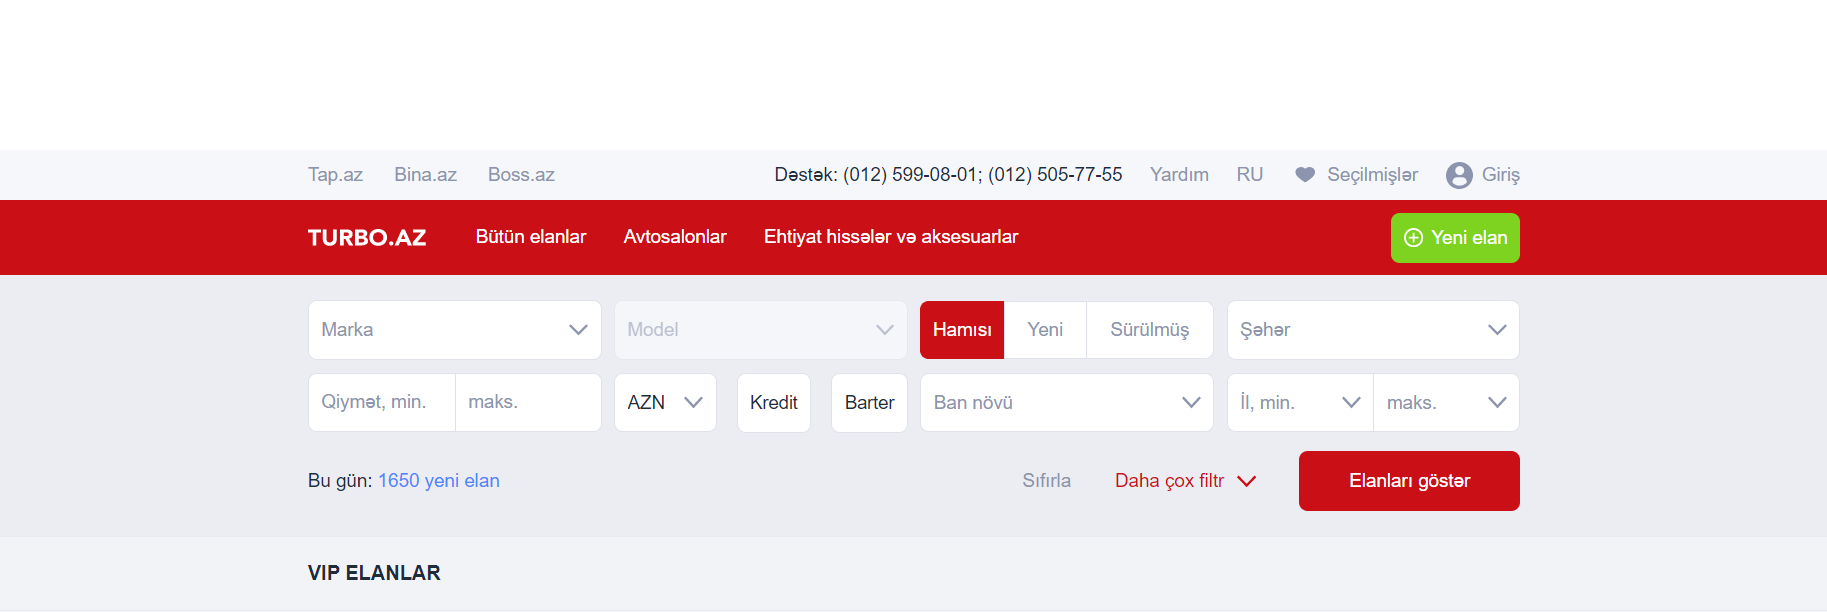 Tap.az Bina.az Boss.az Dəstək: (012) 599-08-01; (012) 505-77-55 Yardım RU Seçilmişlər Giriş
TURBO.AZ Bütün elanlar Avtosalonlar Ehtiyat hissələr və aksesuarlar Yeni elan
Marka Model Hamısı Yeni Sürülmüş Şəhər
Qiymət, min. maks. AZN Kredit Barter Ban növü İl, min. maks.
Bu gün: 1650 yeni elan Sıfırla Daha çox filtr Elanları göstər
VIP ELANLAR